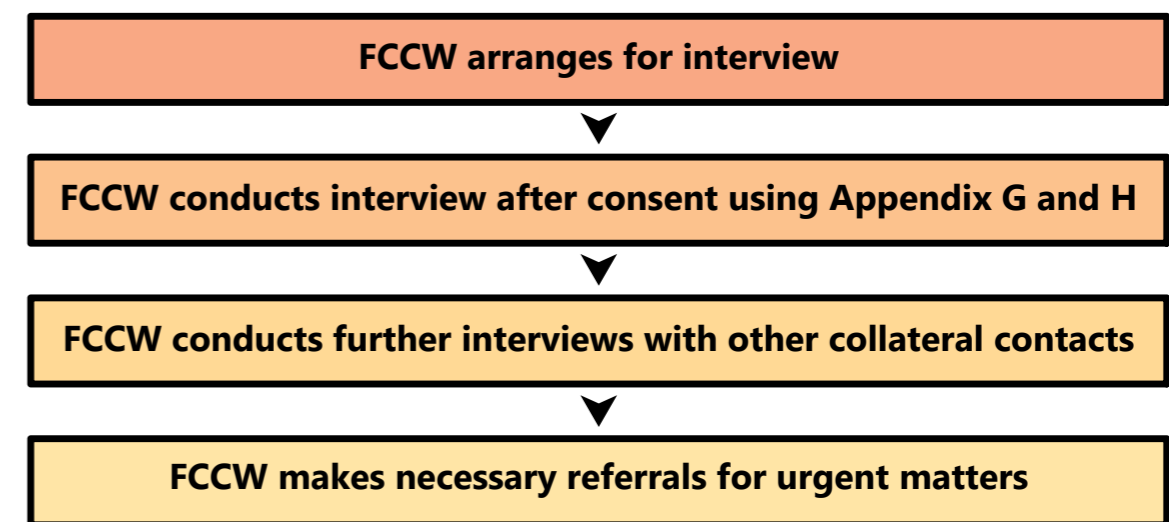 FCCW arranges for interview
FCCW conducts interview after consent using Appendix G and H
FCCW conducts further interviews with other collateral contacts
FCCW makes necessary referrals for urgent matters